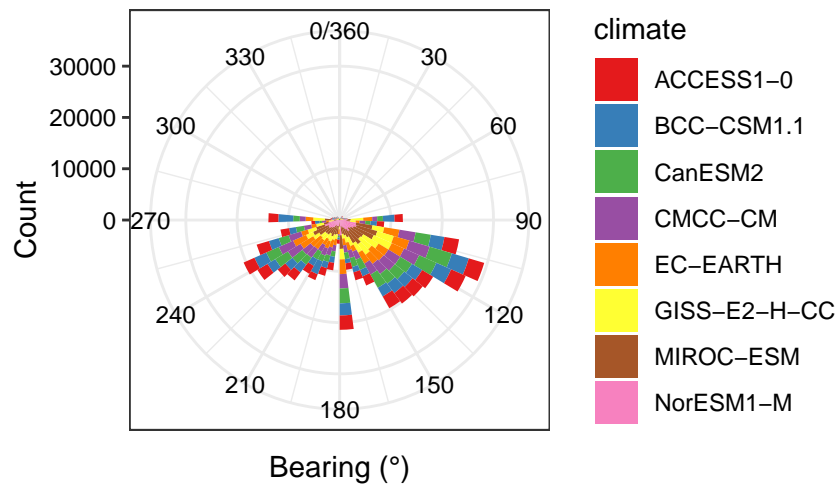 0/360
330
30
300
60
270
90
240
120
210
150
180
30000
20000
10000
0
Count
Bearing (°)
climate
ACCESS1−0
BCC−CSM1.1
CanESM2
CMCC−CM
EC−EARTH
GISS−E2−H−CC
MIROC−ESM
NorESM1−M